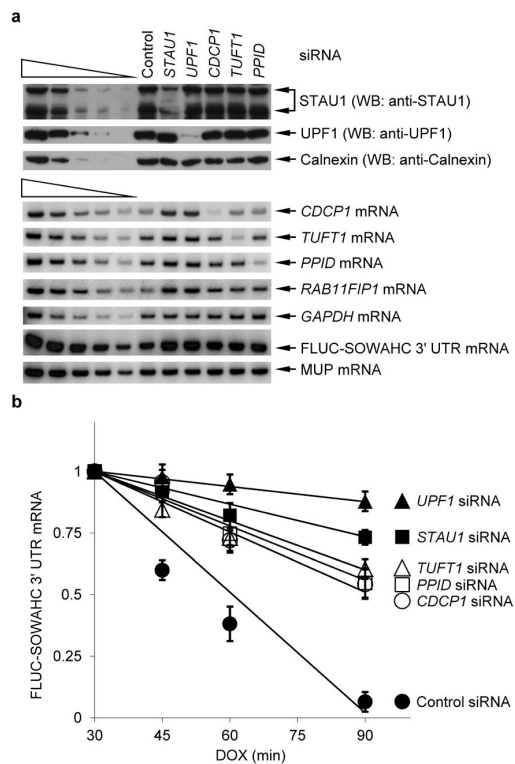 a
Control
STAU1
UPF1
CDCP1
TUFT1
PPID
siRNA
STAU1 (WB: anti-STAU1)
UPF1 (WB: anti-UPF1)
Calnexin (WB: anti-Calnexin)
CDCP1 mRNA
TUFT1 mRNA
PPID mRNA
RAB11FIP1 mRNA
GAPDH mRNA
FLUC-SOWAHC 3' UTR mRNA
MUP mRNA
b
FLUC-SOWAHC 3' UTR mRNA
1
0.75
0.5
0.25
0
30
45
60
75
90
DOX (min)
UPF1 siRNA
STAU1 siRNA
TUFT1 siRNA
PPID siRNA
CDCP1 siRNA
Control siRNA